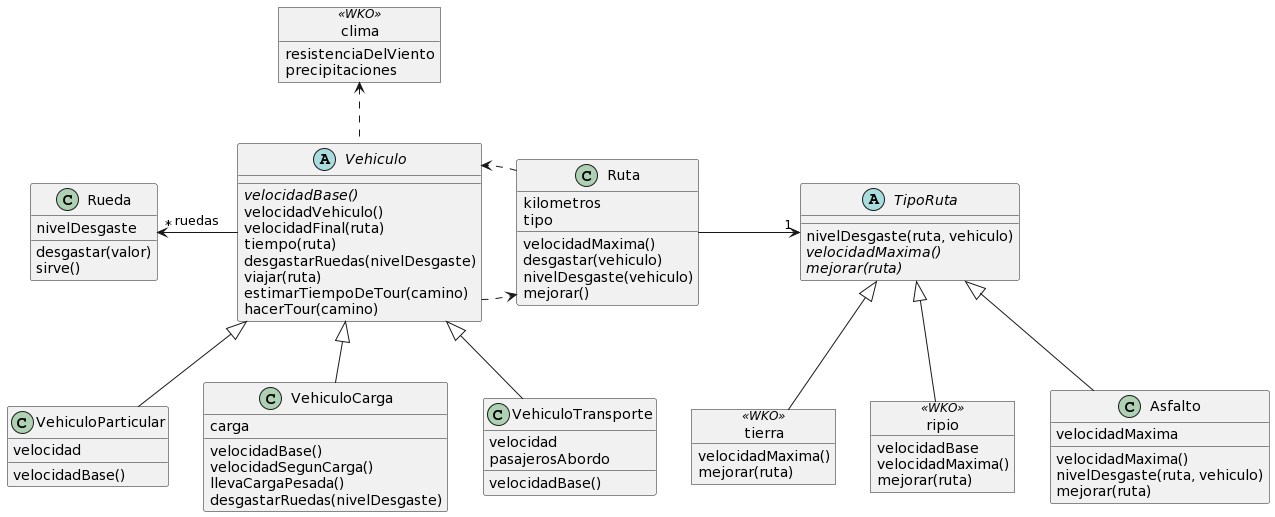 «WKO»
clima
resistenciaDelViento
precipitaciones
C Rueda
nivelDesgaste
desgastar(valor)
sirve()
* ruedas
A Vehiculo
velocidadBase()
velocidadVehiculo()
velocidadFinal(ruta)
tiempo(ruta)
desgastarRuedas(nivelDesgaste)
viajar(ruta)
estimarTiempoDeTour(camino)
hacerTour(camino)
C Ruta
kilometros
tipo
velocidadMaxima()
desgastar(vehiculo)
nivelDesgaste(vehiculo)
mejorar()
1
A TipoRuta
nivelDesgaste(ruta, vehiculo)
velocidadMaxima()
mejorar(ruta)
C VehiculoParticular
velocidad
velocidadBase()
C VehiculoCarga
carga
velocidadBase()
velocidadSegunCarga()
llevaCargaPesada()
desgastarRuedas(nivelDesgaste)
C VehiculoTransporte
velocidad
pasajerosAbordo
velocidadBase()
«WKO»
tierra
velocidadMaxima()
mejorar(ruta)
«WKO»
ripio
velocidadBase
velocidadMaxima()
mejorar(ruta)
C Asfalto
velocidadMaxima
velocidadMaxima()
nivelDesgaste(ruta, vehiculo)
mejorar(ruta)